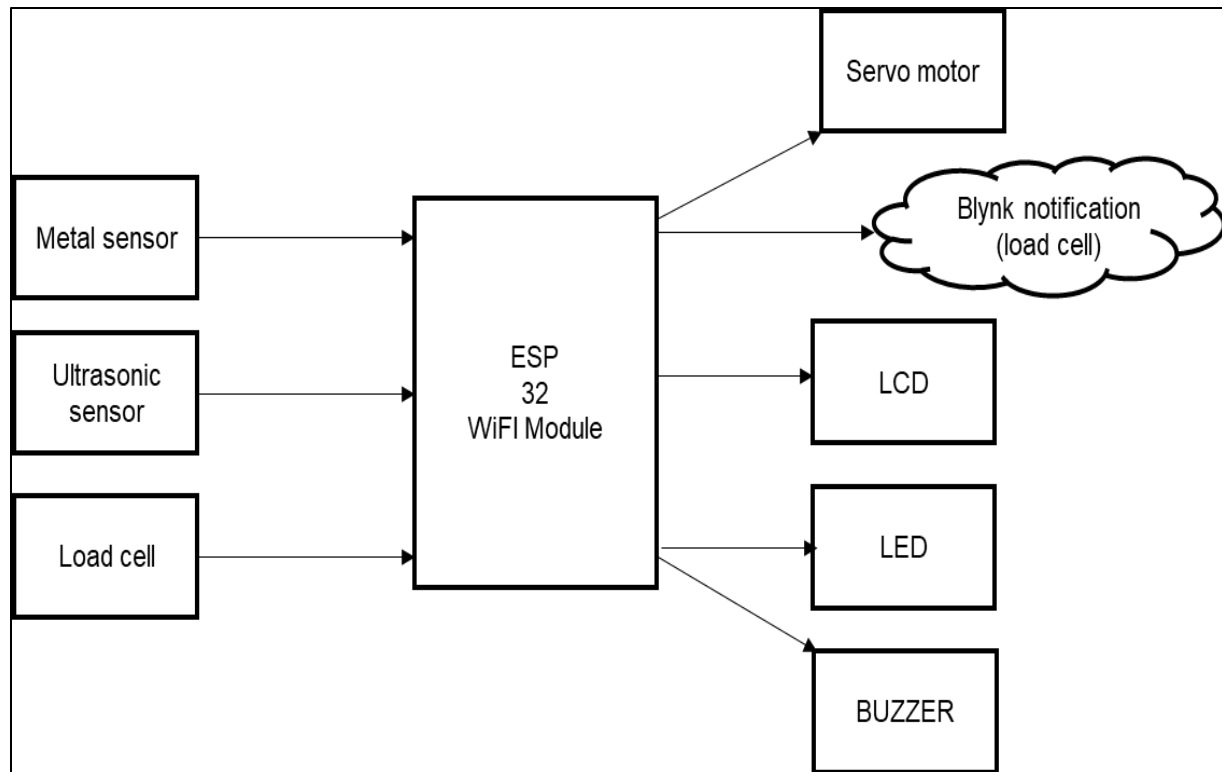 Servo motor
Metal sensor
Blynk notification
(load cell)
Ultrasonic
sensor
ESP
32
WiFI Module
LCD
Load cell
LED
BUZZER